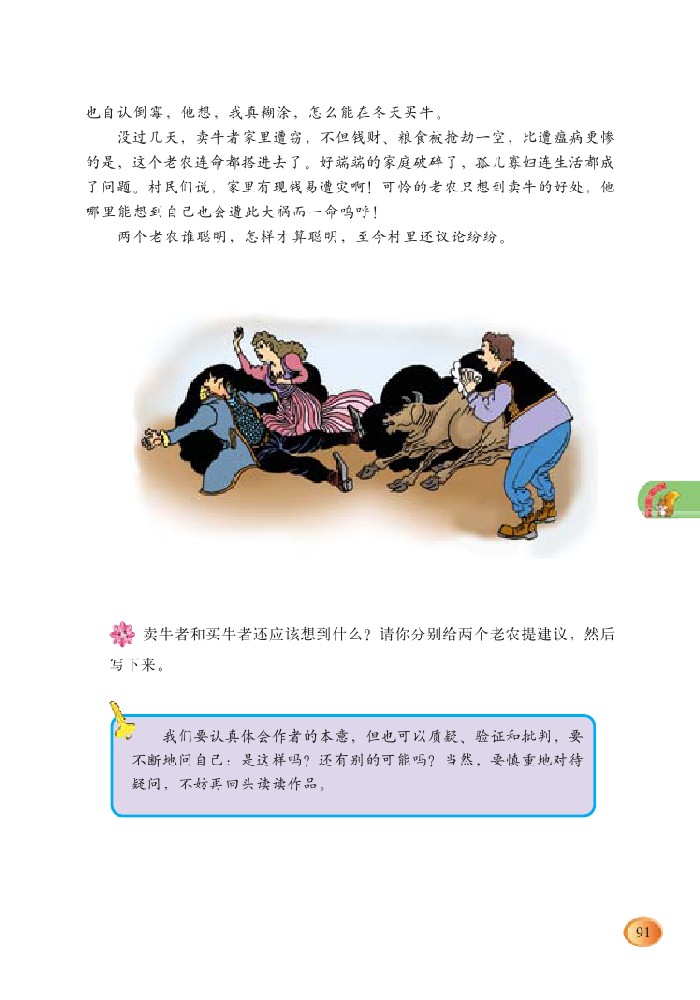 也自认倒霉，他想，我真糊涂，怎么能在冬天买牛。
没过几天，卖牛者家里遭窃，不但钱财、粮食被抢劫一空，比遭瘟病更惨
的是，这个老农连命都搭进去了。好端端的家庭破碎了，孤儿寡妇连生活都成
了问题。村民们说，家里有现钱易遭灾啊！可怜的老农只想到卖牛的好处，他
哪里能想到自己也会遭此大祸而一命呜呼！
两个老农谁聪明，怎样才算聪明，至今村里还议论纷纷。
卖牛者和买牛者还应该想到什么？请你分别给两个老农提建议，然后
写下来。
我们要认真体会作者的本意，但也可以质疑、验证和批判，要
不断地问自己：是这样吗？还有别的可能吗？当然，要慎重地对待
疑问，不妨再回头读读作品。
91